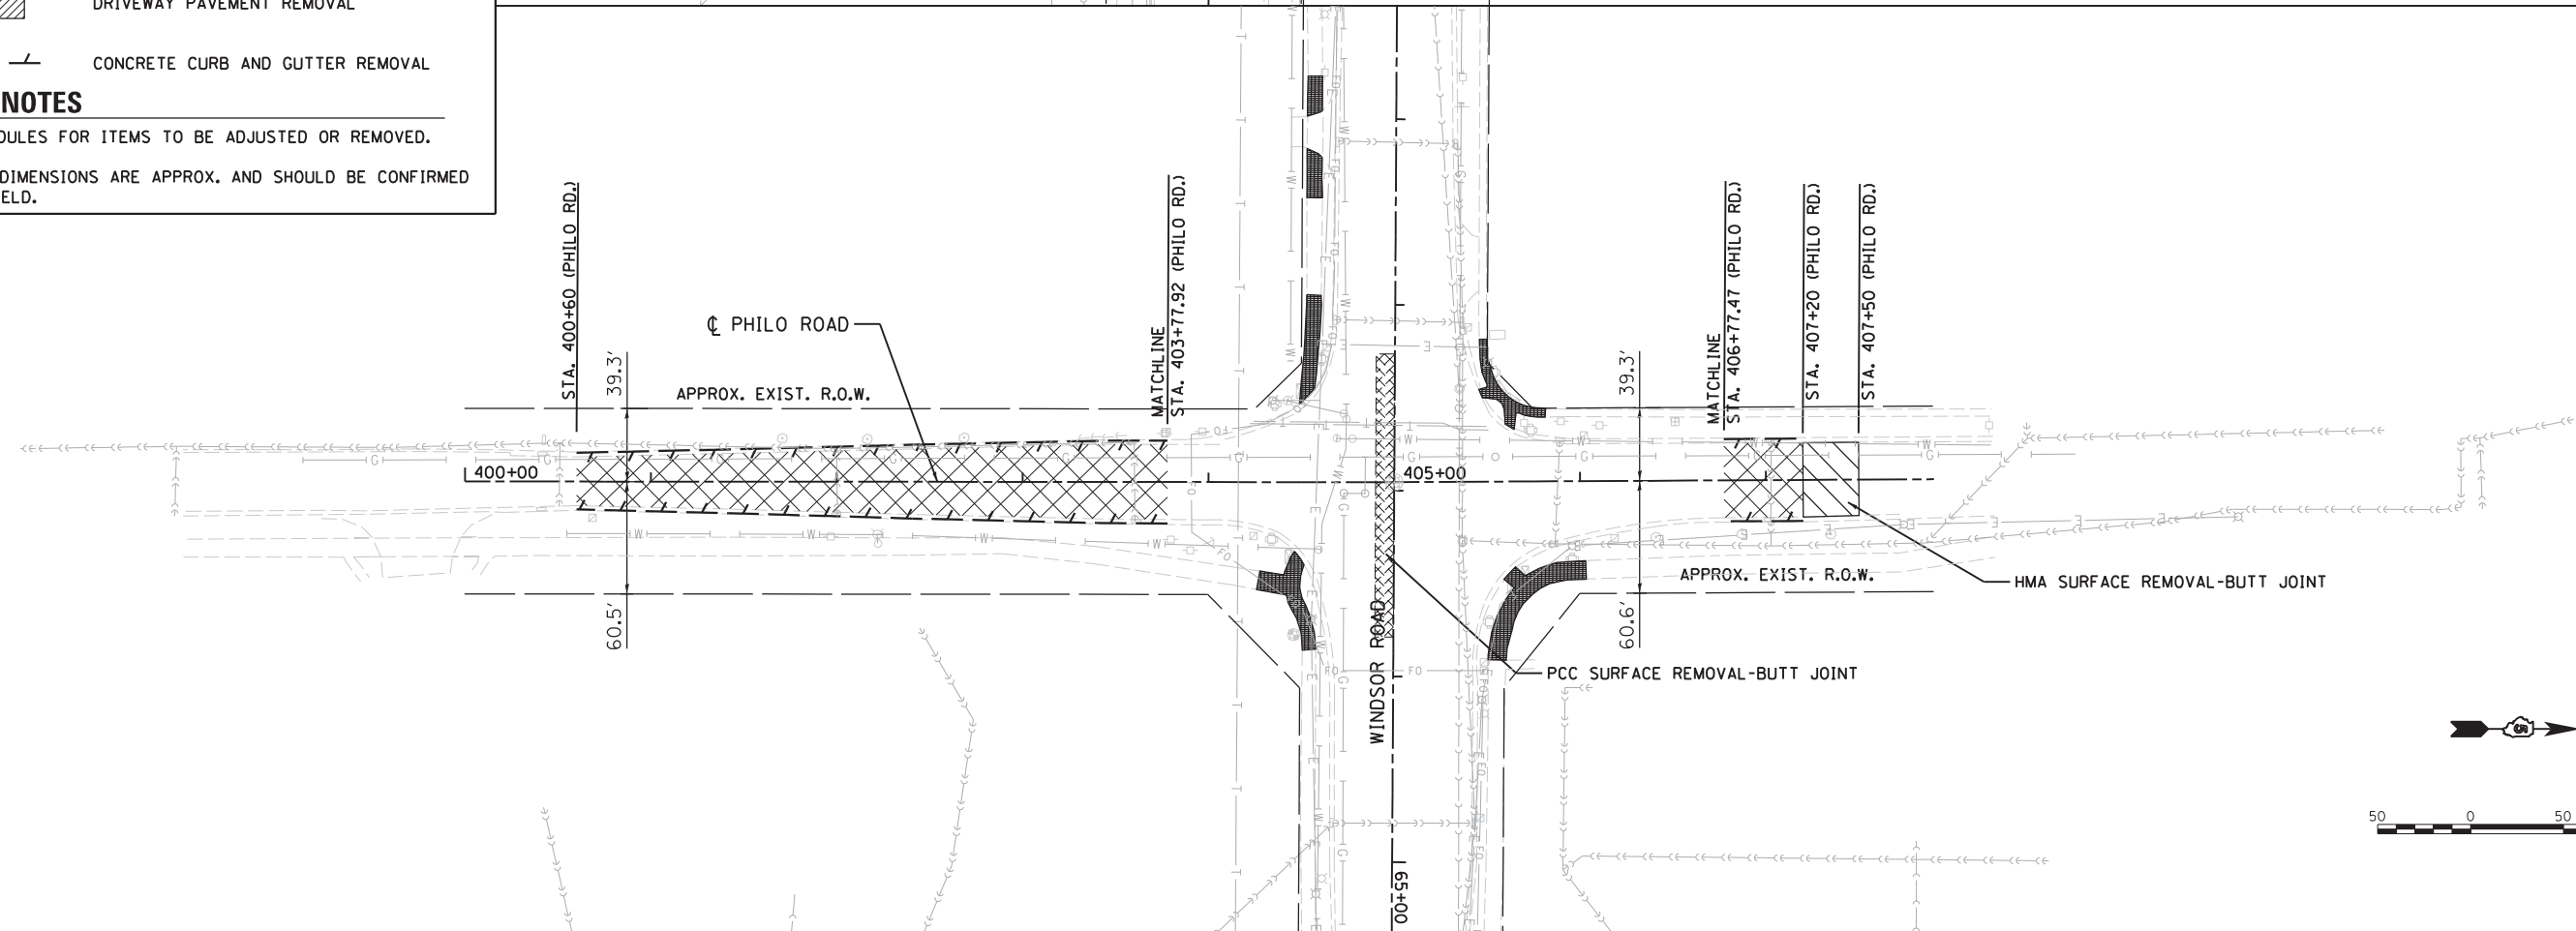 DRIVEWAY PAVEMENT REMOVAL
CONCRETE CURB AND GUTTER REMOVAL
NOTES
DULES FOR ITEMS TO BE ADJUSTED OR REMOVED.
DIMENSIONS ARE APPROX. AND SHOULD BE CONFIRMED
ELD.
STA. 400+60 (PHILO RD.)
39.3'
℄ PHILO ROAD
APPROX. EXIST. R.O.W.
MATCHLINE
STA. 403+77.92 (PHILO RD.)
39.3'
MATCHLINE
STA. 406+77.47 (PHILO RD.)
STA. 407+20 (PHILO RD.)
STA. 407+50 (PHILO RD.)
400+00
405+00
60.5'
60.6'
APPROX. EXIST. R.O.W.
HMA SURFACE REMOVAL-BUTT JOINT
PCC SURFACE REMOVAL-BUTT JOINT
WINDSOR ROAD
65+00
50 0 50